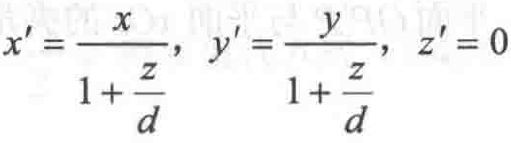 x′ = x / (1 + z/d), y′ = y / (1 + z/d), z′ = 0